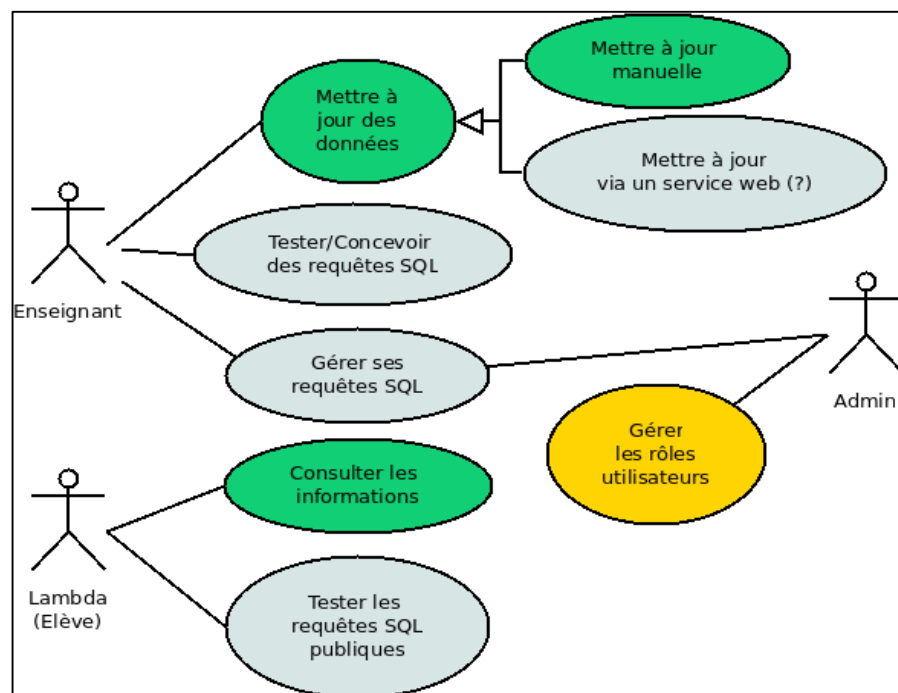 Mettre à jour
manuelle
Mettre à
jour des
données
Mettre à jour
via un service web (?)
Tester/Concevoir
des requêtes SQL
Enseignant
Gérer ses
requêtes SQL
Admin
Gérer
les rôles
utilisateurs
Consulter les
informations
Lambda
(Elève)
Tester les
requêtes SQL
publiques